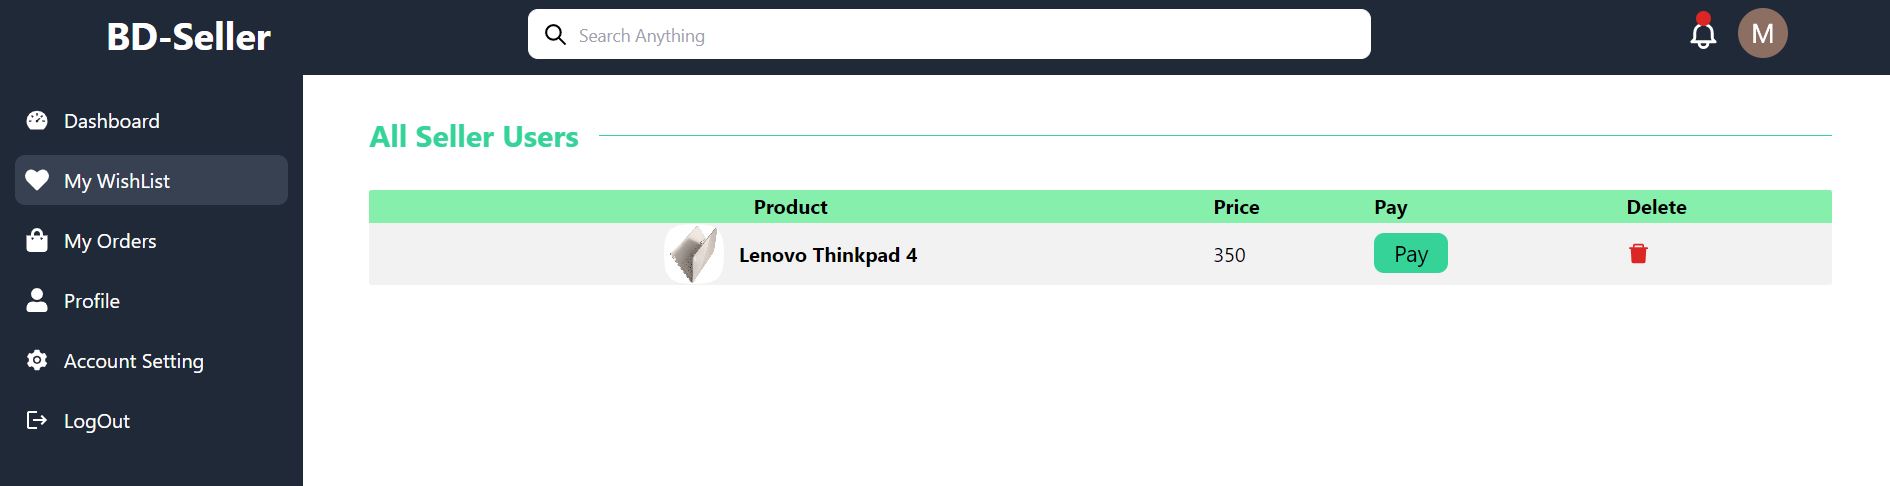 BD-Seller
Search Anything
M
Dashboard
My WishList
My Orders
Profile
Account Setting
LogOut
All Seller Users
Product Price Pay Delete
Lenovo Thinkpad 4 350 Pay